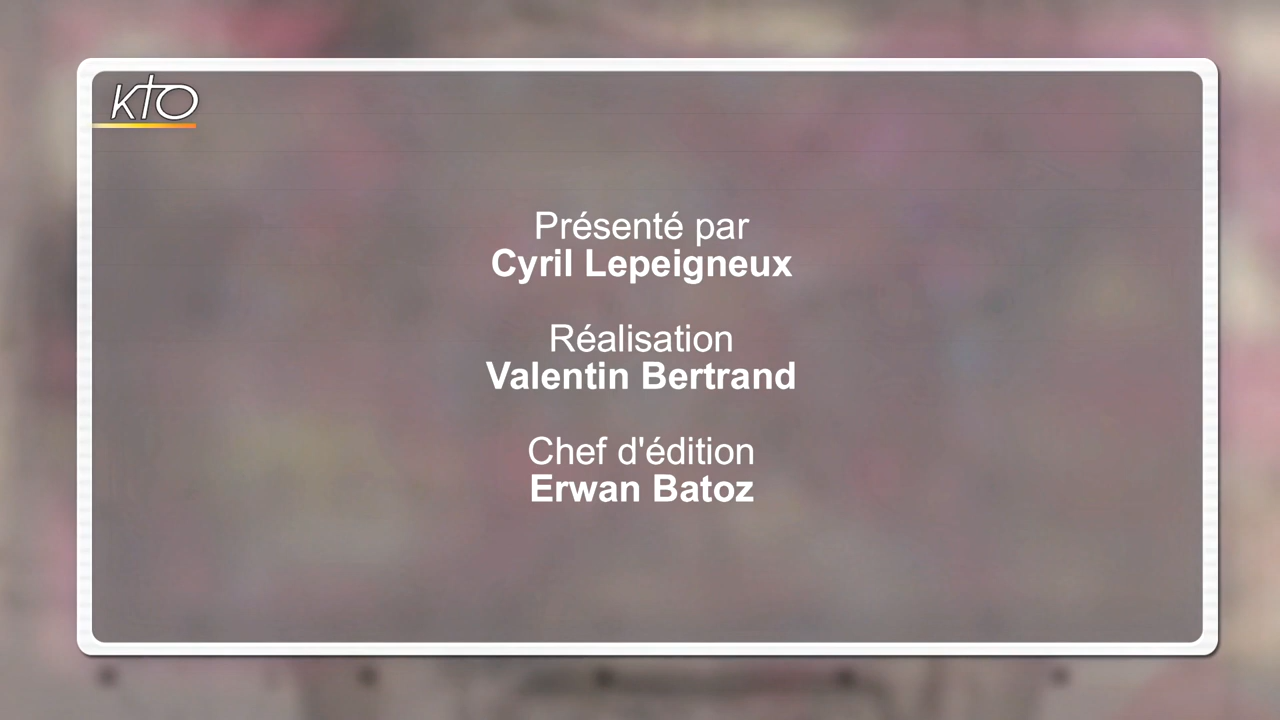 KTO
Présenté par
Cyril Lepeigneux
Réalisation
Valentin Bertrand
Chef d'édition
Erwan Batoz